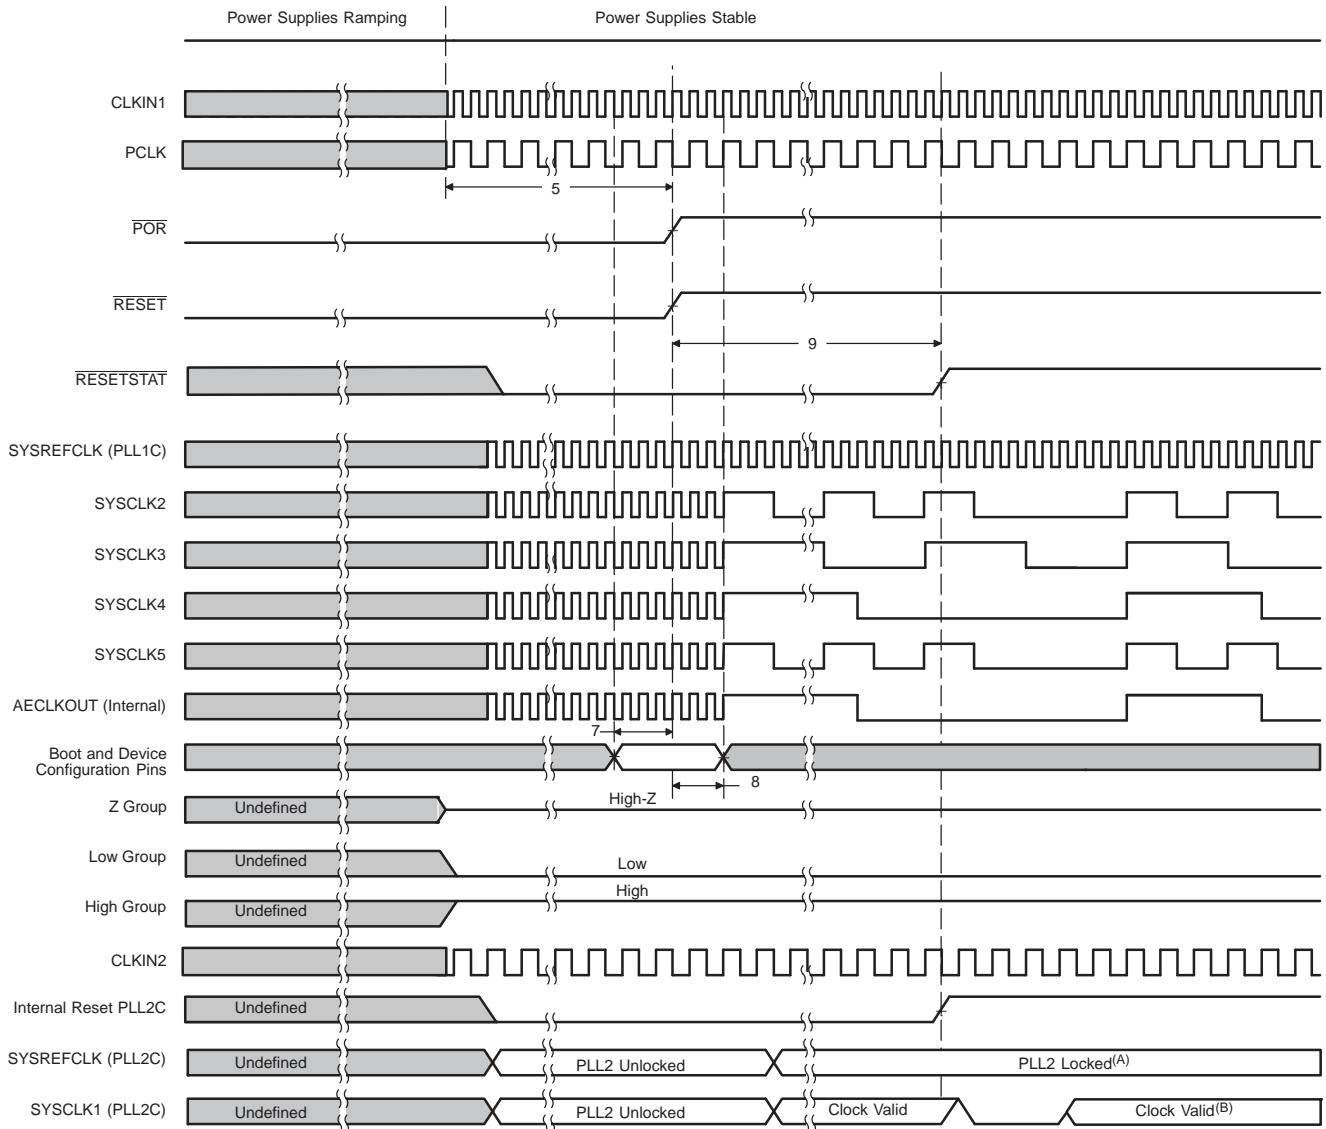 Power Supplies Ramping
Power Supplies Stable
CLKIN1
PCLK
5
POR
RESET
9
RESETSTAT
SYSREFCLK (PLL1C)
SYSCLK2
SYSCLK3
SYSCLK4
SYSCLK5
AECLKOUT (Internal)
7
Boot and Device
Configuration Pins
8
Z Group
Undefined
High-Z
Low Group
Undefined
Low
High Group
Undefined
High
CLKIN2
Internal Reset PLL2C
Undefined
SYSREFCLK (PLL2C)
Undefined
PLL2 Unlocked
PLL2 Locked(A)
SYSCLK1 (PLL2C)
Undefined
PLL2 Unlocked
Clock Valid
Clock Valid(B)